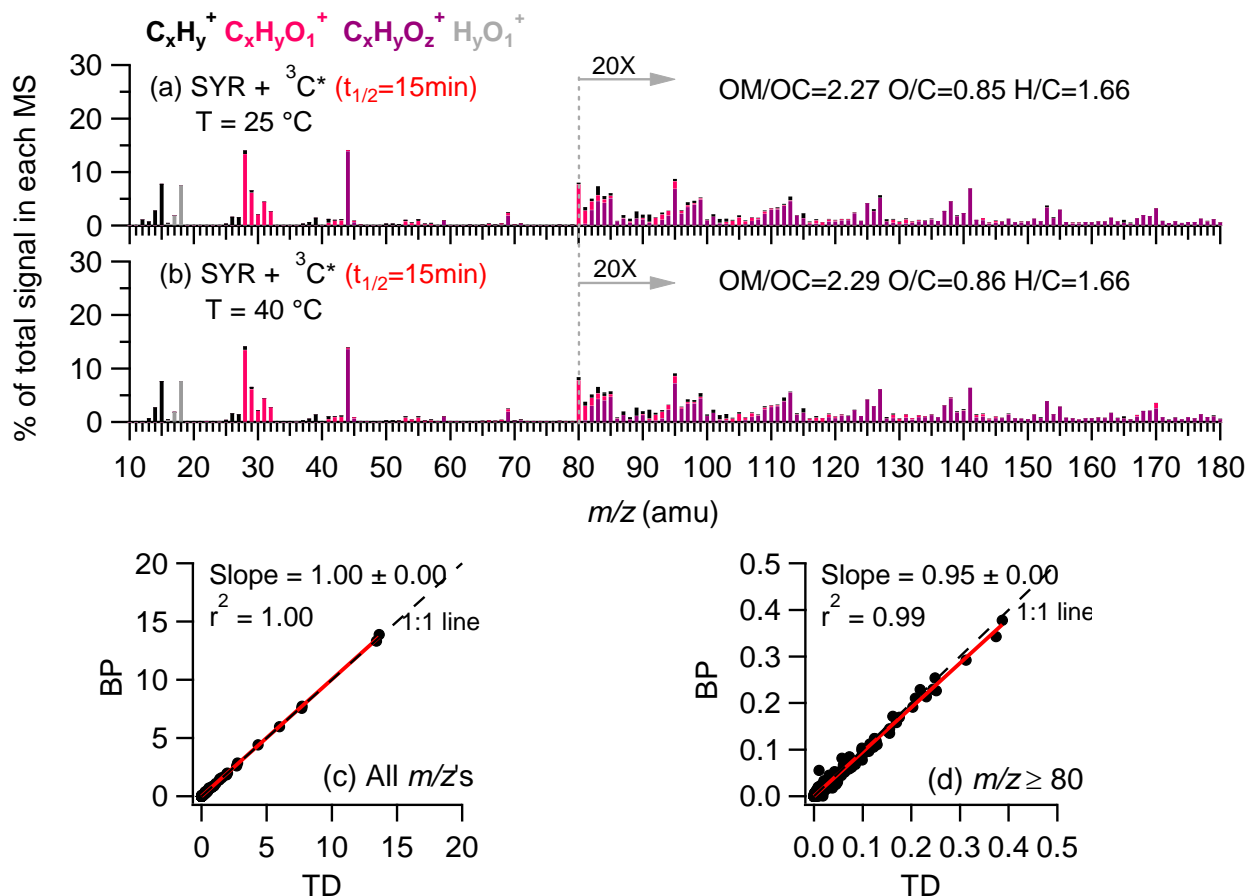 CₓHᵧ⁺ CₓHᵧO₁⁺ CₓHᵧO_z⁺ HᵧO₁⁺
% of total signal in each MS
30
20
10
0
(a) SYR + ³C* (t₁/₂=15min)
T = 25 °C
20X
OM/OC=2.27 O/C=0.85 H/C=1.66
30
20
10
0
(b) SYR + ³C* (t₁/₂=15min)
T = 40 °C
20X
OM/OC=2.29 O/C=0.86 H/C=1.66
10 20 30 40 50 60 70 80 90 100 110 120 130 140 150 160 170 180
m/z (amu)
BP
20
15
10
5
0
Slope = 1.00 ± 0.00
r² = 1.00
1:1 line
(c) All m/z's
0 5 10 15 20
TD
BP
0.5
0.4
0.3
0.2
0.1
0.0
Slope = 0.95 ± 0.00
r² = 0.99
1:1 line
(d) m/z ≥ 80
0.0 0.1 0.2 0.3 0.4 0.5
TD